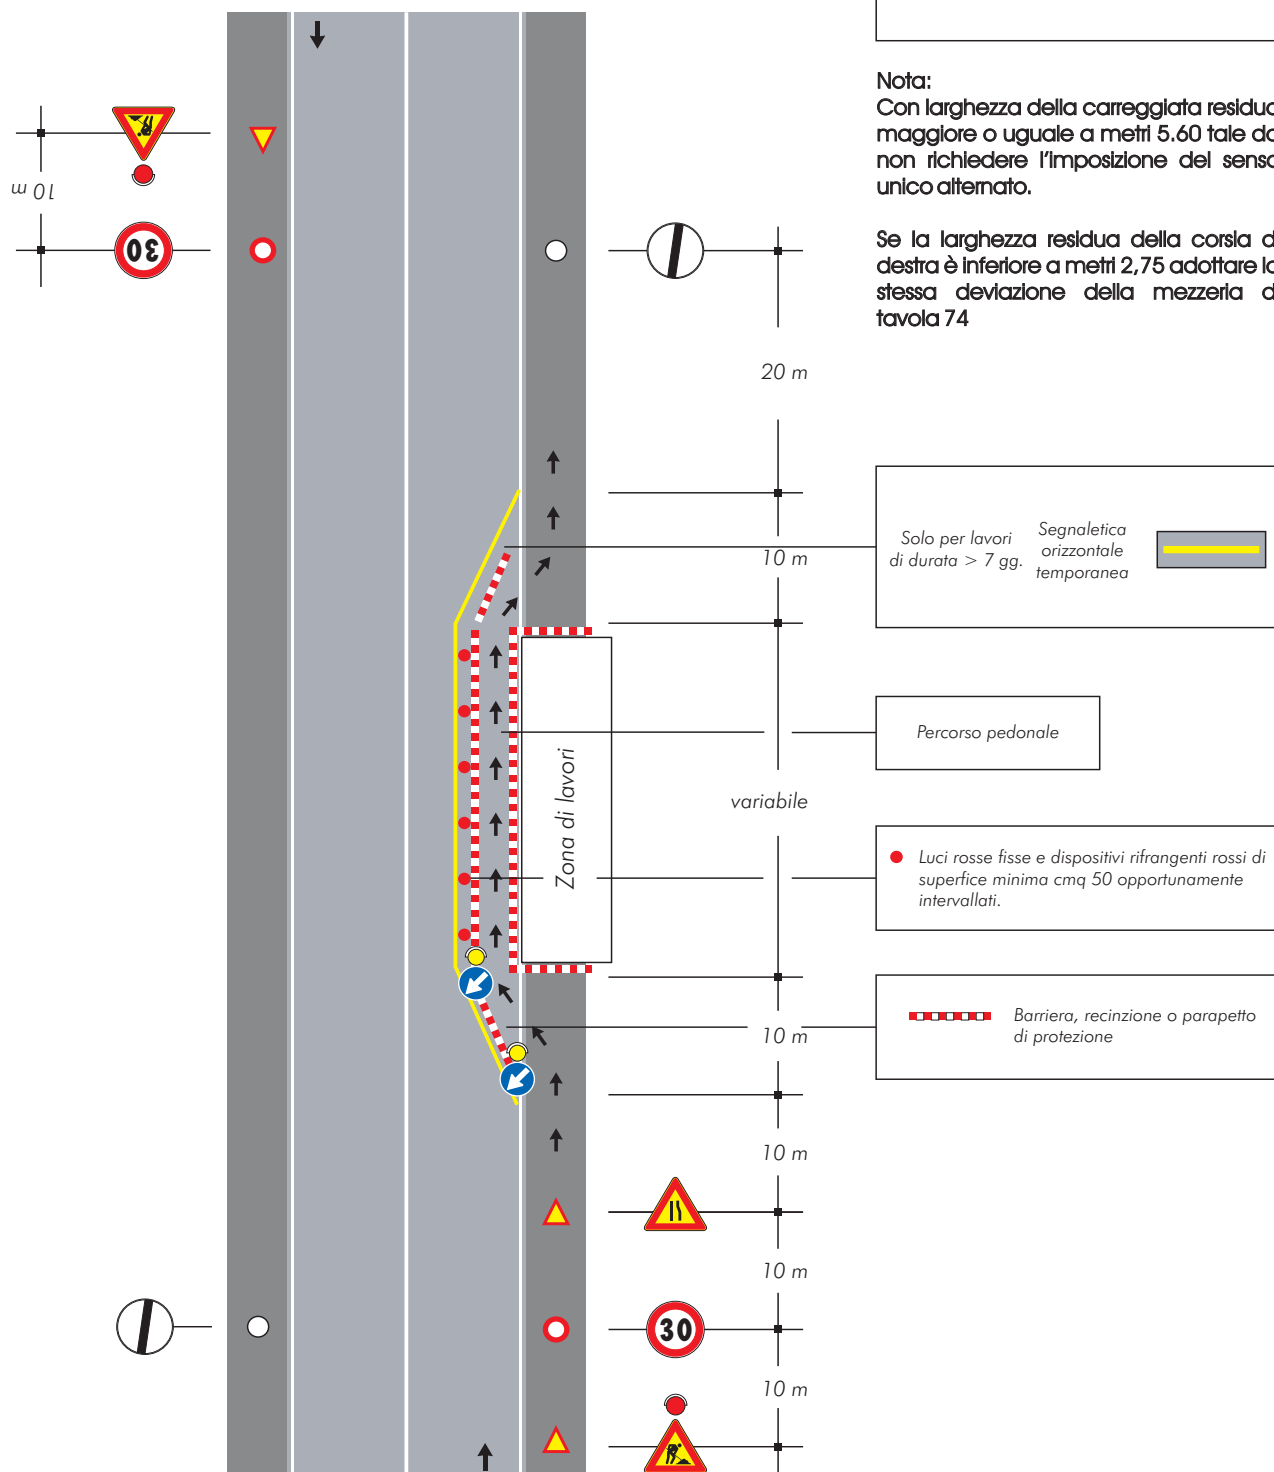 Nota:
Con larghezza della carreggiata residua
maggiore o uguale a metri 5.60 tale da
non richiedere l'imposizione del senso
unico alternato.
Se la larghezza residua della corsia d
destra è inferiore a metri 2,75 adottare la
stessa deviazione della mezzeria d
tavola 74
10 m
30
20 m
10 m
Solo per lavori
di durata > 7 gg.
Segnaletica
orizzontale
temporanea
Percorso pedonale
Zona di lavori
variabile
Luci rosse fisse e dispositivi rifrangenti rossi di
superfice minima cmq 50 opportunamente
intervallati.
Barriera, recinzione o parapetto
di protezione
10 m
10 m
10 m
30
10 m